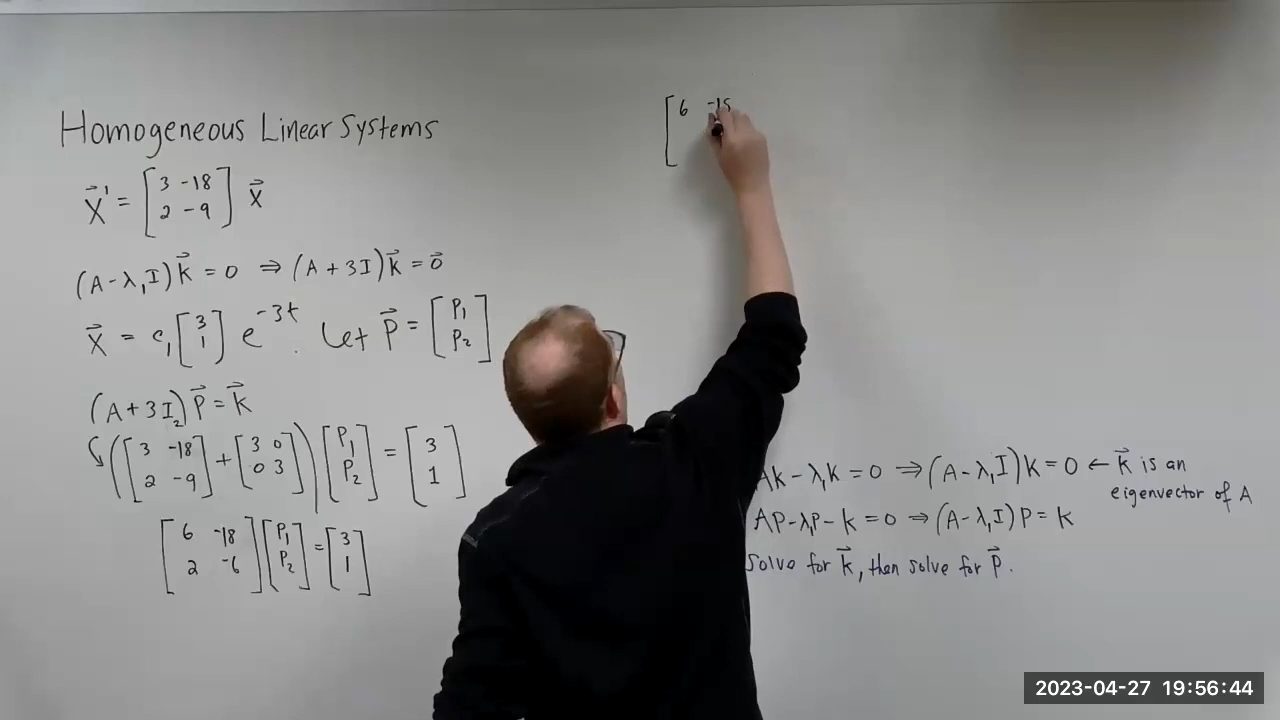 Homogeneous Linear Systems
X⃗' = [3 -18; 2 -9] X⃗
(A-λ₁I)k⃗ = 0 ⇒ (A+3I)k⃗ = 0⃗
X⃗ = c₁[3; 1] e^{-3t}. Let P⃗ = [P₁; P₂]
(A+3I₂)P⃗ = k⃗
([3 -18; 2 -9] + [3 0; 0 3])[P₁; P₂] = [3; 1]
[6 -18; 2 -6][P₁; P₂] = [3; 1]
[6
AK-λ₁K = 0 ⇒ (A-λ₁I)K = 0 ← k⃗ is an
eigenvector of A
AP-λ₁P-K = 0 ⇒ (A-λ₁I)P = K
Solve for k⃗, then solve for P⃗.
2023-04-27 19:56:44